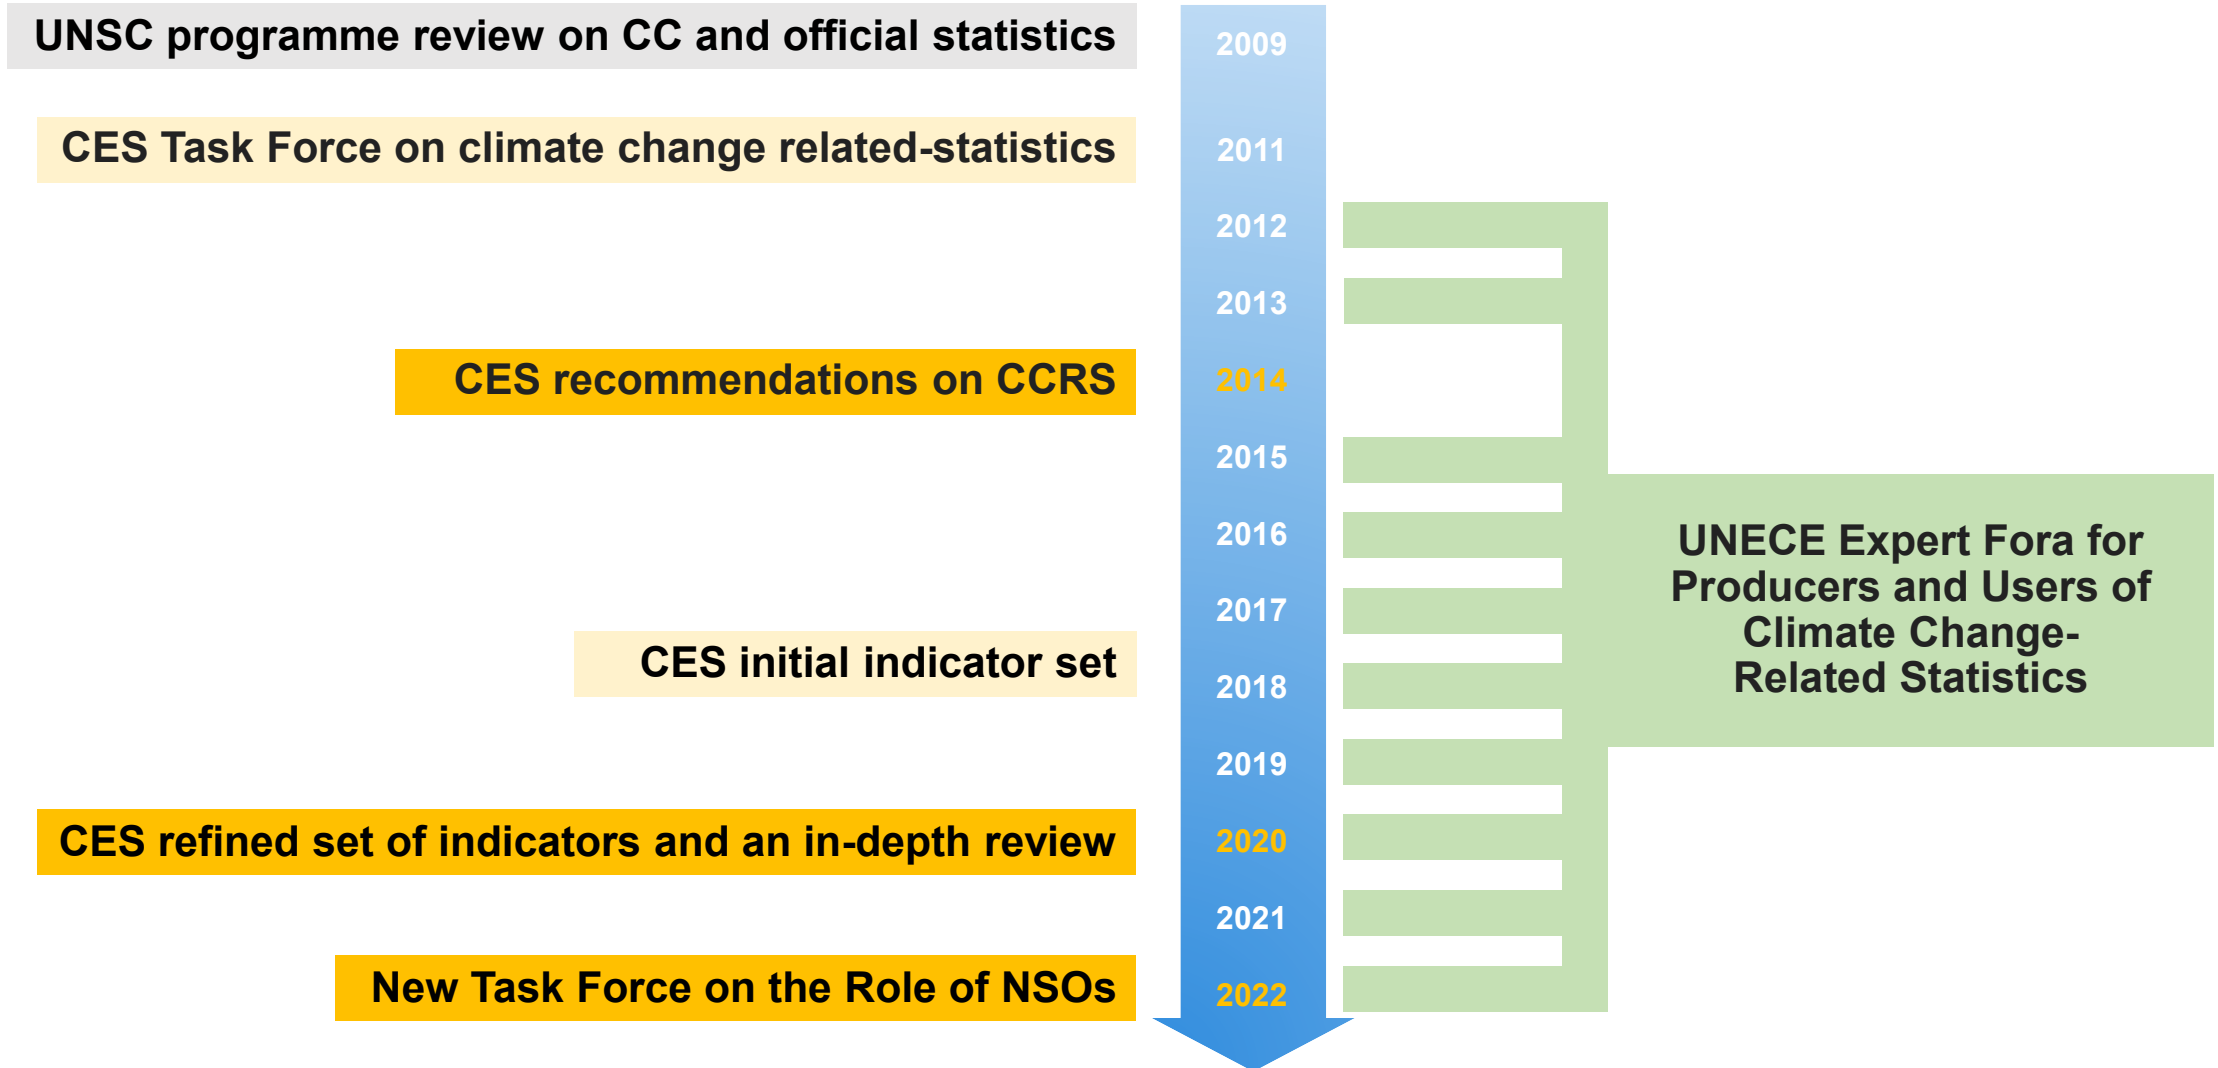 UNSC programme review on CC and official statistics
2009
CES Task Force on climate change related-statistics
2011
2012
2013
CES recommendations on CCRS
2014
2015
2016
2017
CES initial indicator set
2018
2019
CES refined set of indicators and an in-depth review
2020
2021
New Task Force on the Role of NSOs
2022
UNECE Expert Fora for
Producers and Users of
Climate Change-
Related Statistics